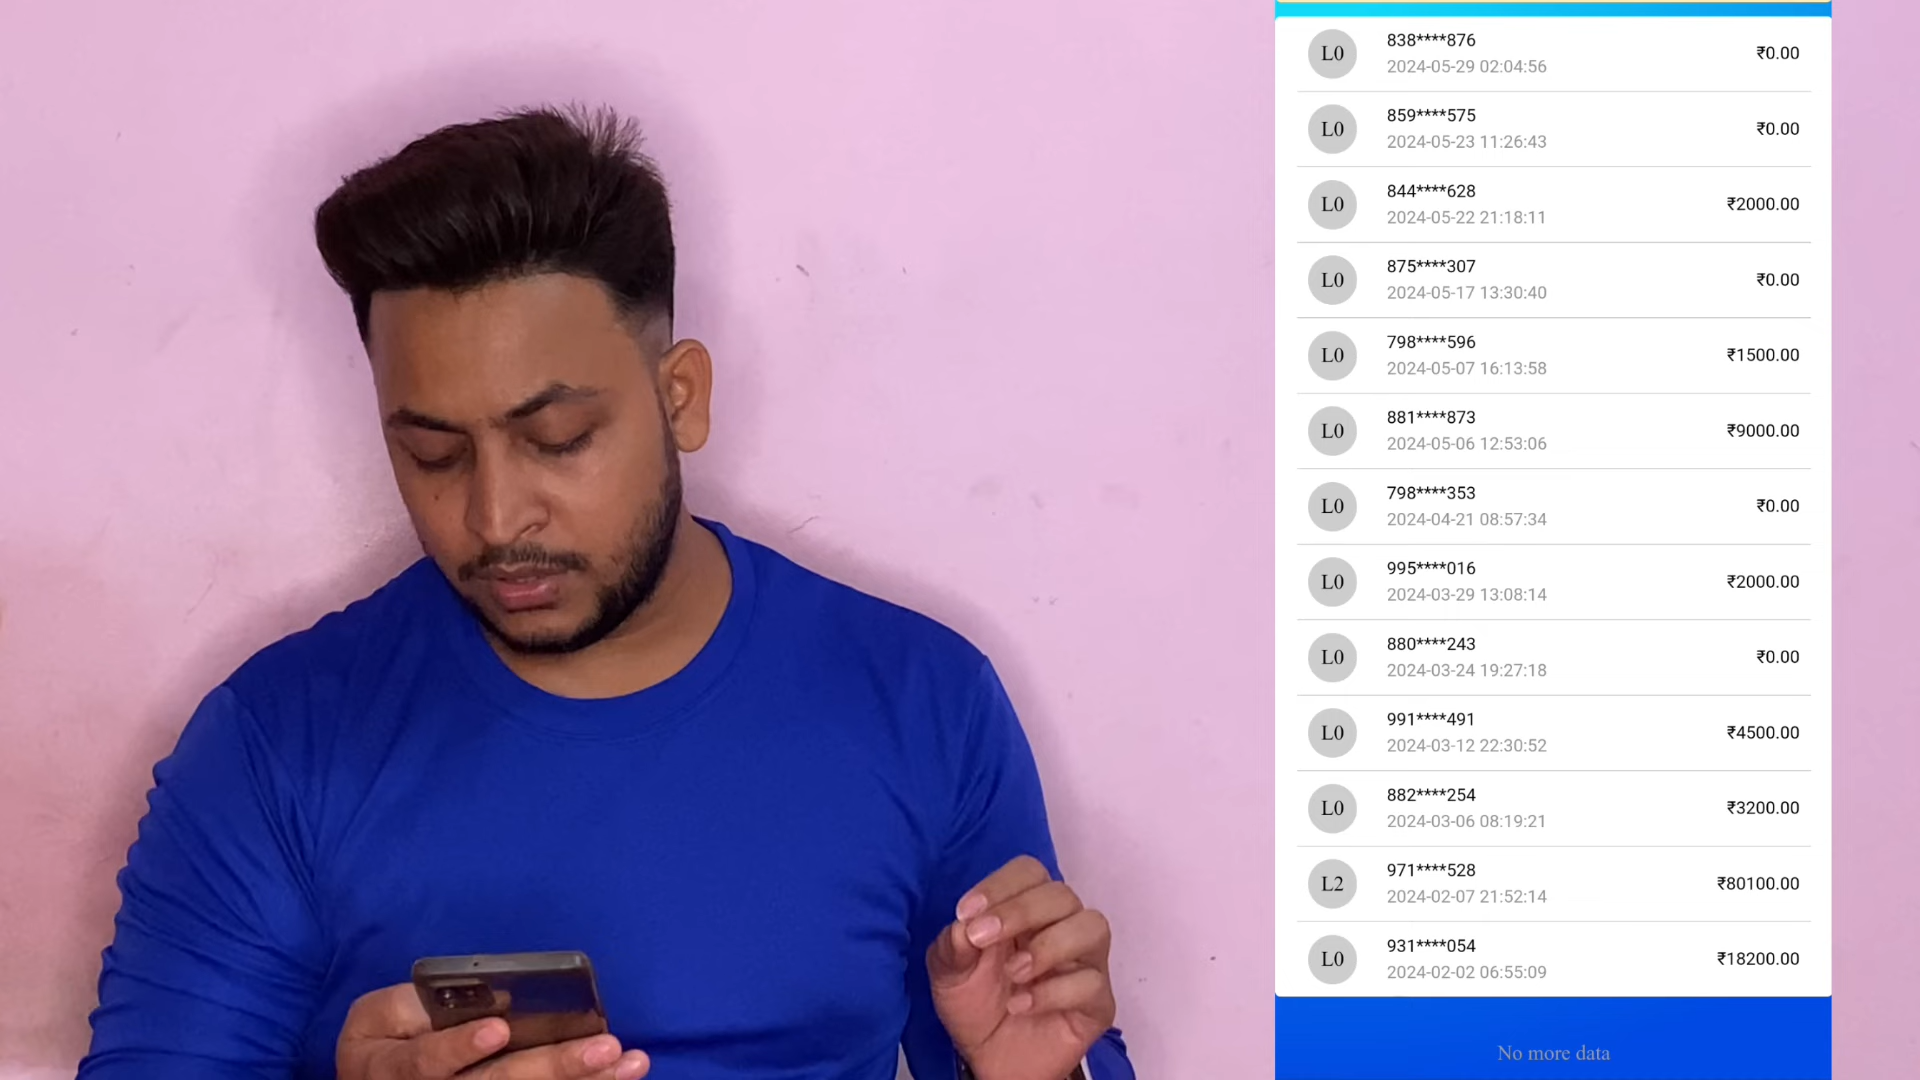 L0
838****876
2024-05-29 02:04:56
₹0.00
L0
859****575
2024-05-23 11:26:43
₹0.00
L0
844****628
2024-05-22 21:18:11
₹2000.00
L0
875****307
2024-05-17 13:30:40
₹0.00
L0
798****596
2024-05-07 16:13:58
₹1500.00
L0
881****873
2024-05-06 12:53:06
₹9000.00
L0
798****353
2024-04-21 08:57:34
₹0.00
L0
995****016
2024-03-29 13:08:14
₹2000.00
L0
880****243
2024-03-24 19:27:18
₹0.00
L0
991****491
2024-03-12 22:30:52
₹4500.00
L0
882****254
2024-03-06 08:19:21
₹3200.00
L2
971****528
2024-02-07 21:52:14
₹80100.00
L0
931****054
2024-02-02 06:55:09
₹18200.00
No more data